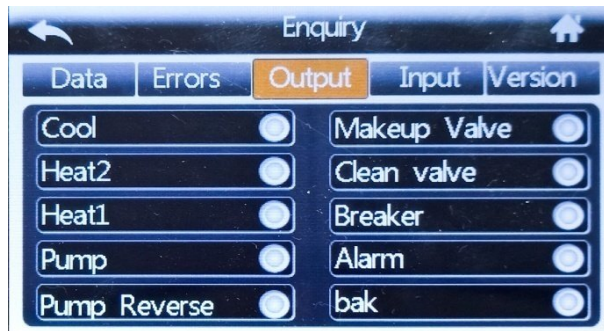 Enquiry
Data Errors Output Input Version
Cool
Heat2
Heat1
Pump
Pump Reverse
Makeup Valve
Clean valve
Breaker
Alarm
bak